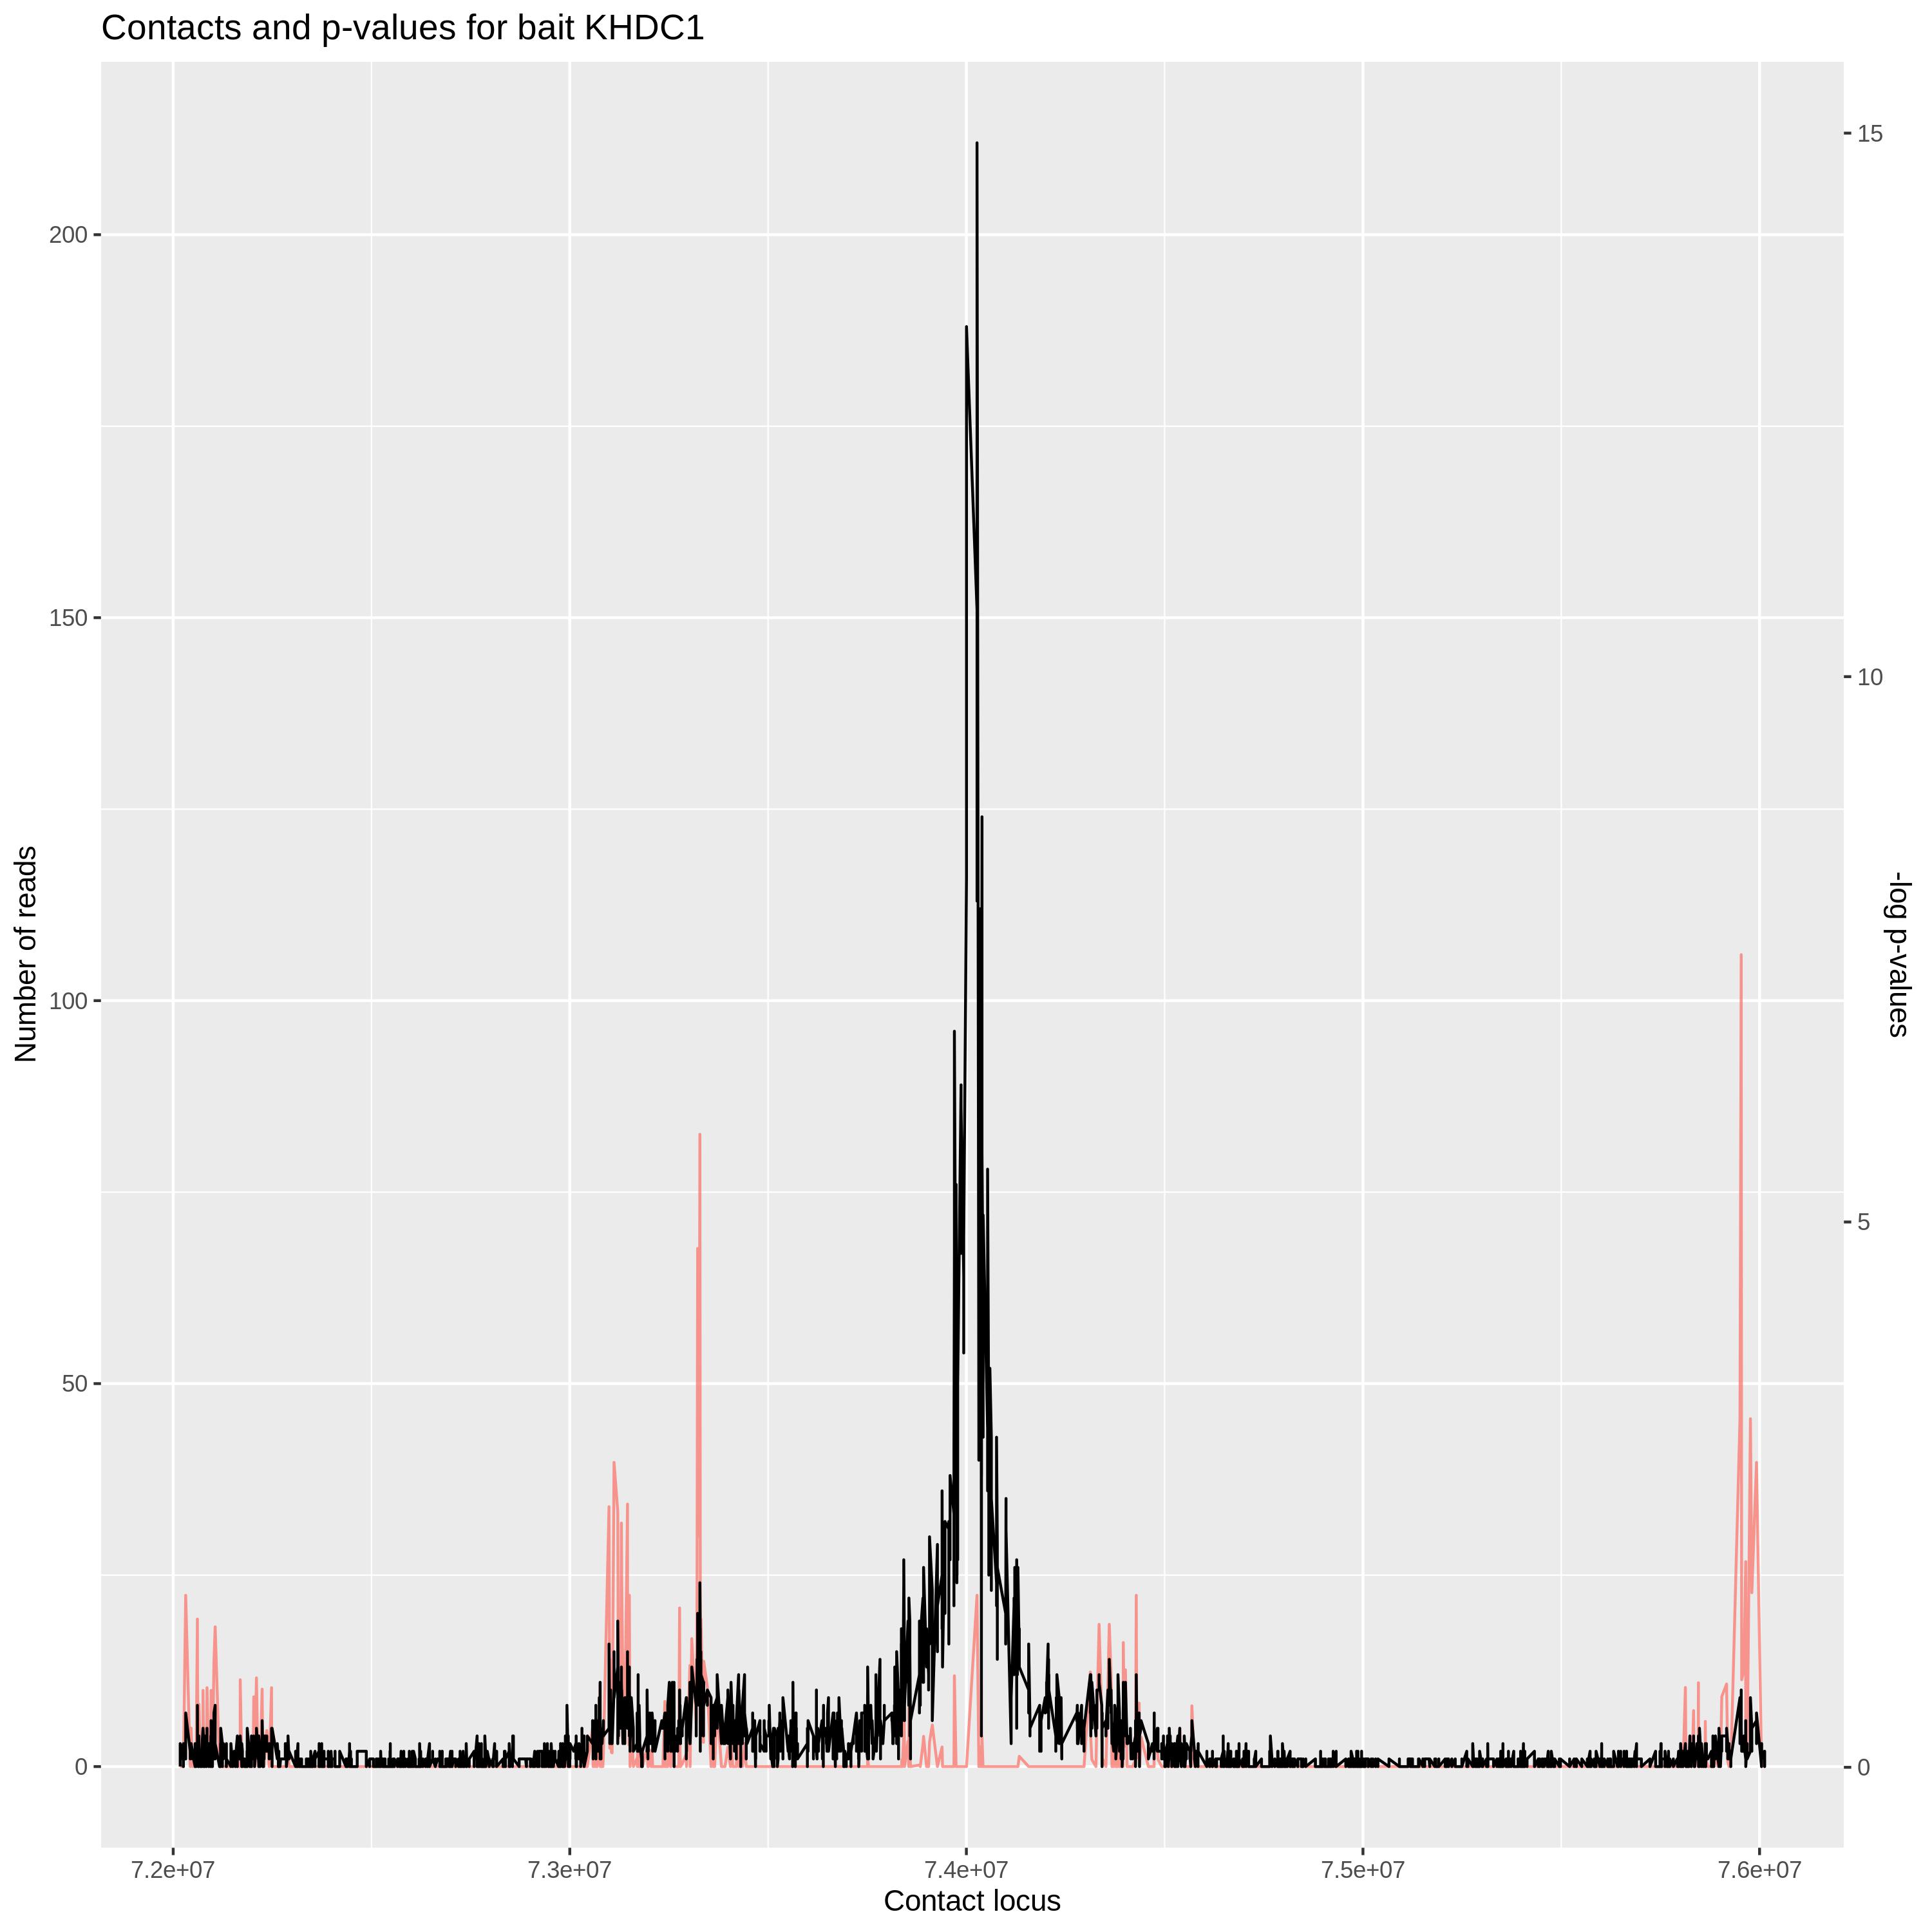 Contacts and p-values for bait KHDC1
Number of reads
200
150
100
50
0
15
10
5
0
-log p-values
7.2e+07
7.3e+07
7.4e+07
7.5e+07
7.6e+07
Contact locus